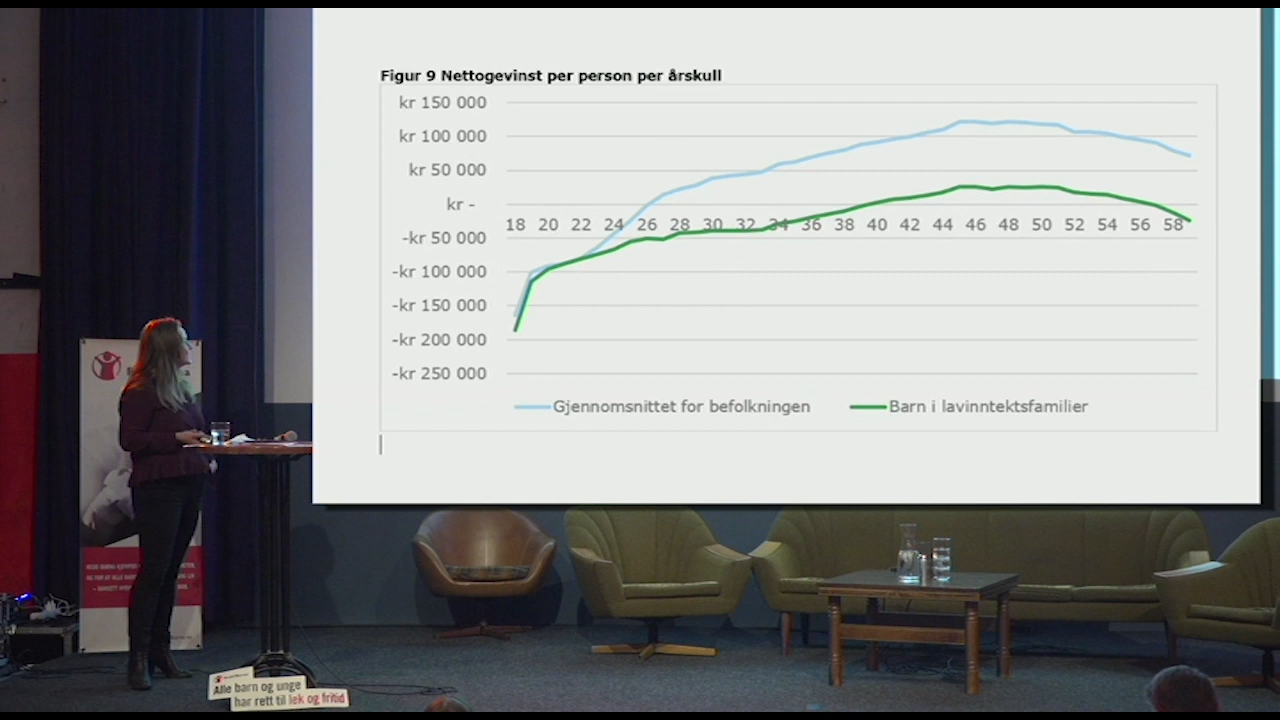 Figur 9 Nettogevinst per person per årskull
kr 150 000
kr 100 000
kr 50 000
kr -
18 20 22 24 26 28 30 32 34 36 38 40 42 44 46 48 50 52 54 56 58
-kr 50 000
-kr 100 000
-kr 150 000
-kr 200 000
-kr 250 000
Gjennomsnittet for befolkningen
Barn i lavinntektsfamilier
Alle barn og unge
har rett til lek og fritid